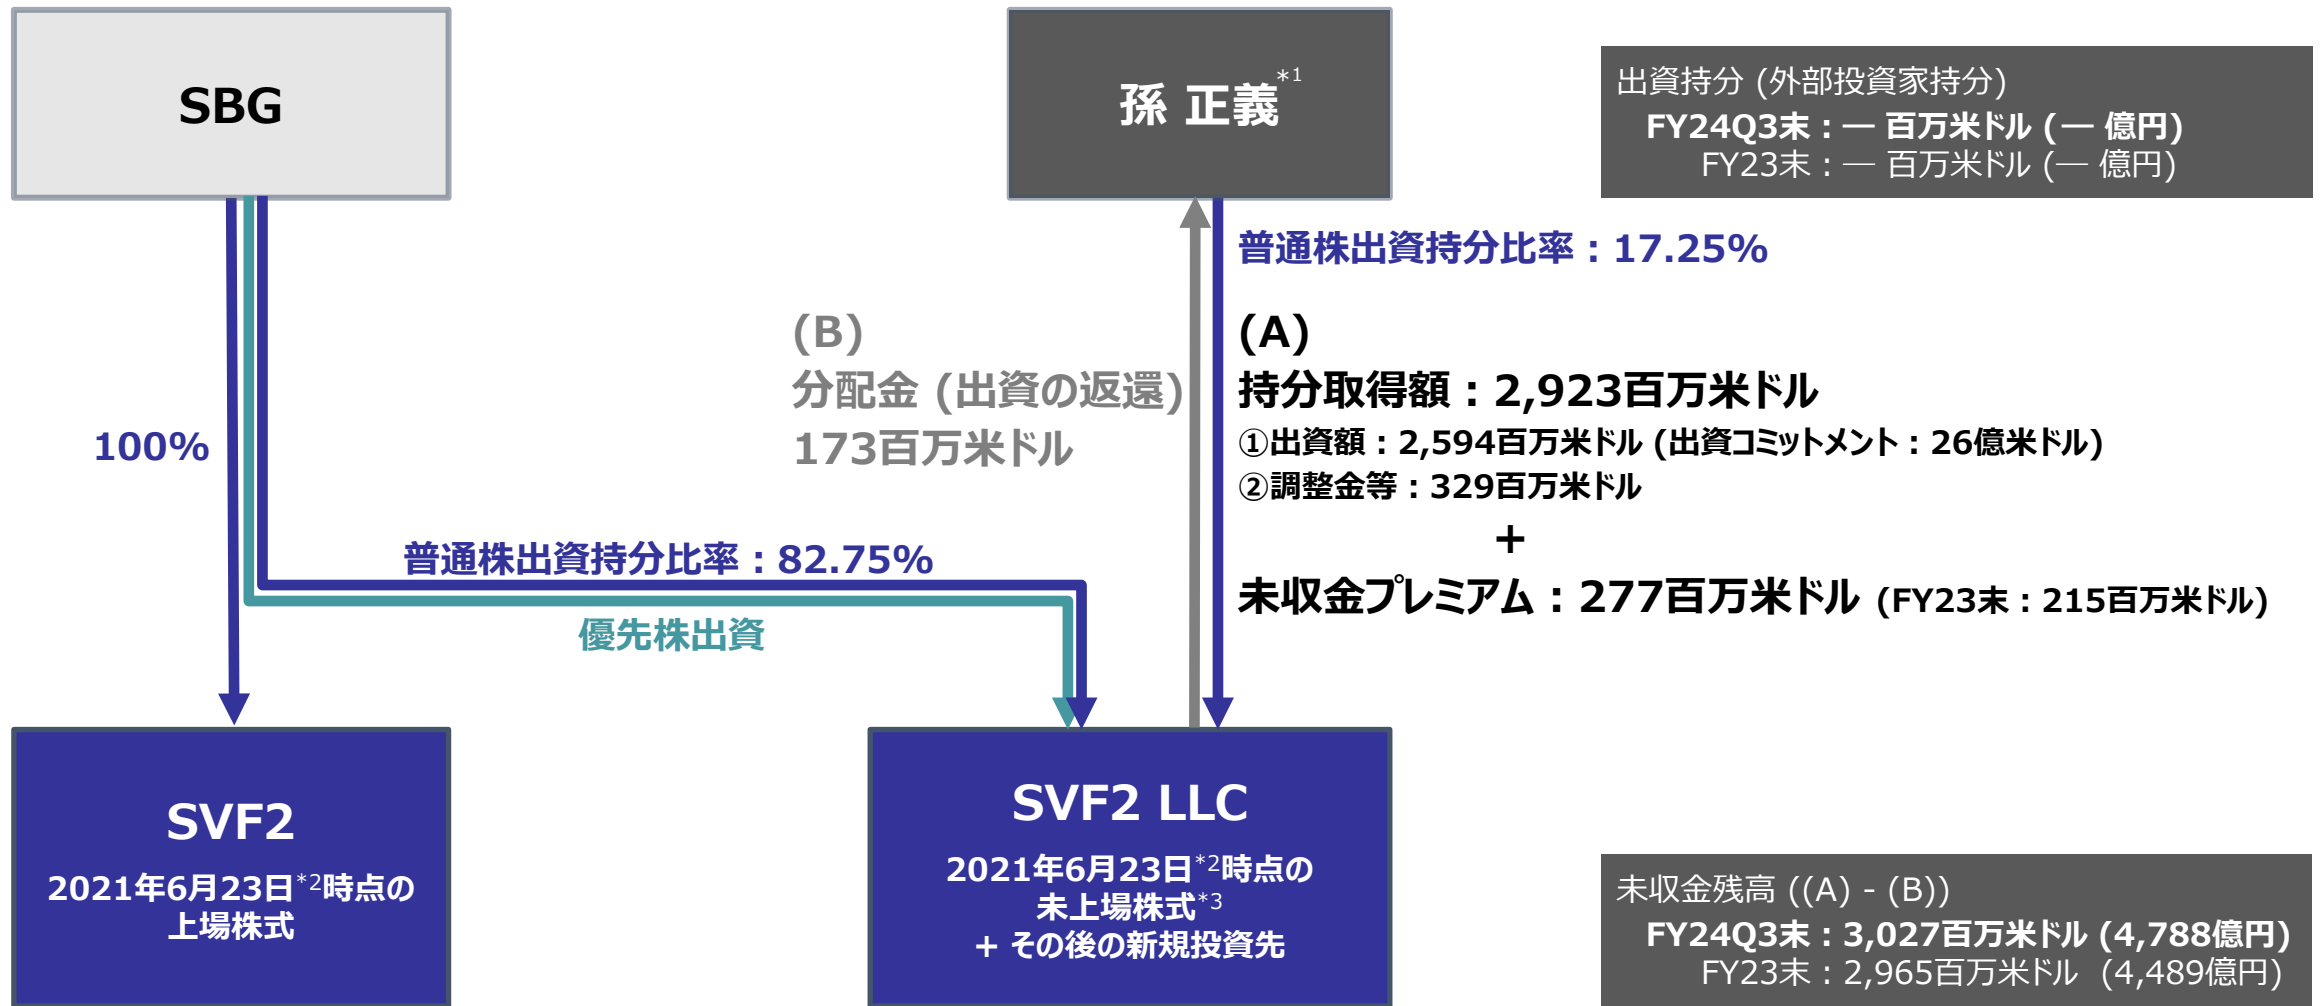 SBG
孫 正義*1
出資持分 (外部投資家持分)
FY24Q3末：— 百万米ドル (— 億円)
FY23末：— 百万米ドル (— 億円)
普通株出資持分比率：17.25%
(B)
分配金 (出資の返還)
173百万米ドル
(A)
持分取得額：2,923百万米ドル
①出資額：2,594百万米ドル (出資コミットメント：26億米ドル)
②調整金等：329百万米ドル
+
未収金プレミアム：277百万米ドル (FY23末：215百万米ドル)
100%
普通株出資持分比率：82.75%
優先株出資
SVF2
2021年6月23日*2時点の
上場株式
SVF2 LLC
2021年6月23日*2時点の
未上場株式*3
+ その後の新規投資先
未収金残高 ((A) - (B))
FY24Q3末：3,027百万米ドル (4,788億円)
FY23末：2,965百万米ドル (4,489億円)